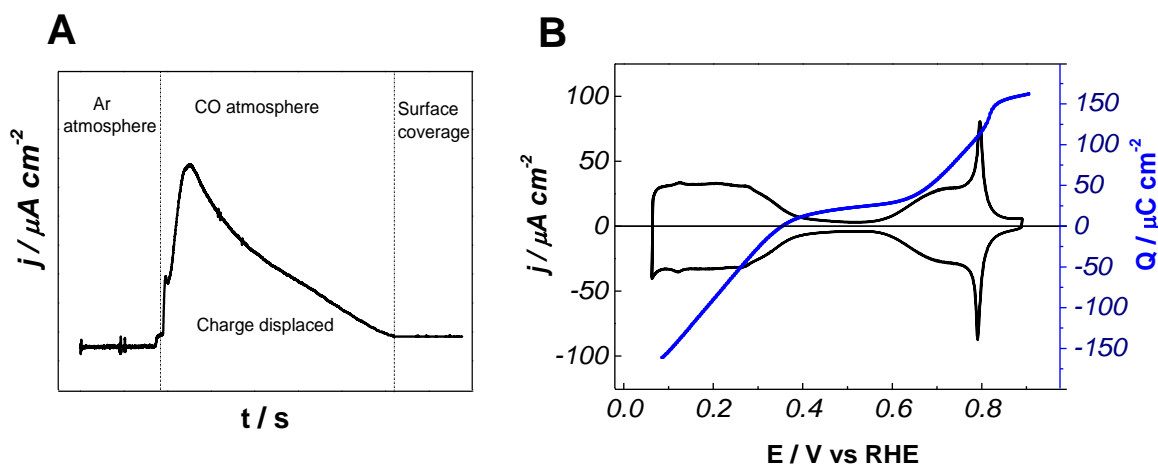 A
Ar
atmosphere
CO atmosphere
Surface
coverage
Charge displaced
j / μA cm-2
t / s
B
100
50
0
-50
-100
j / μA cm-2
0.0 0.2 0.4 0.6 0.8
E / V vs RHE
150
100
50
0
-50
-100
-150
Q / μC cm-2